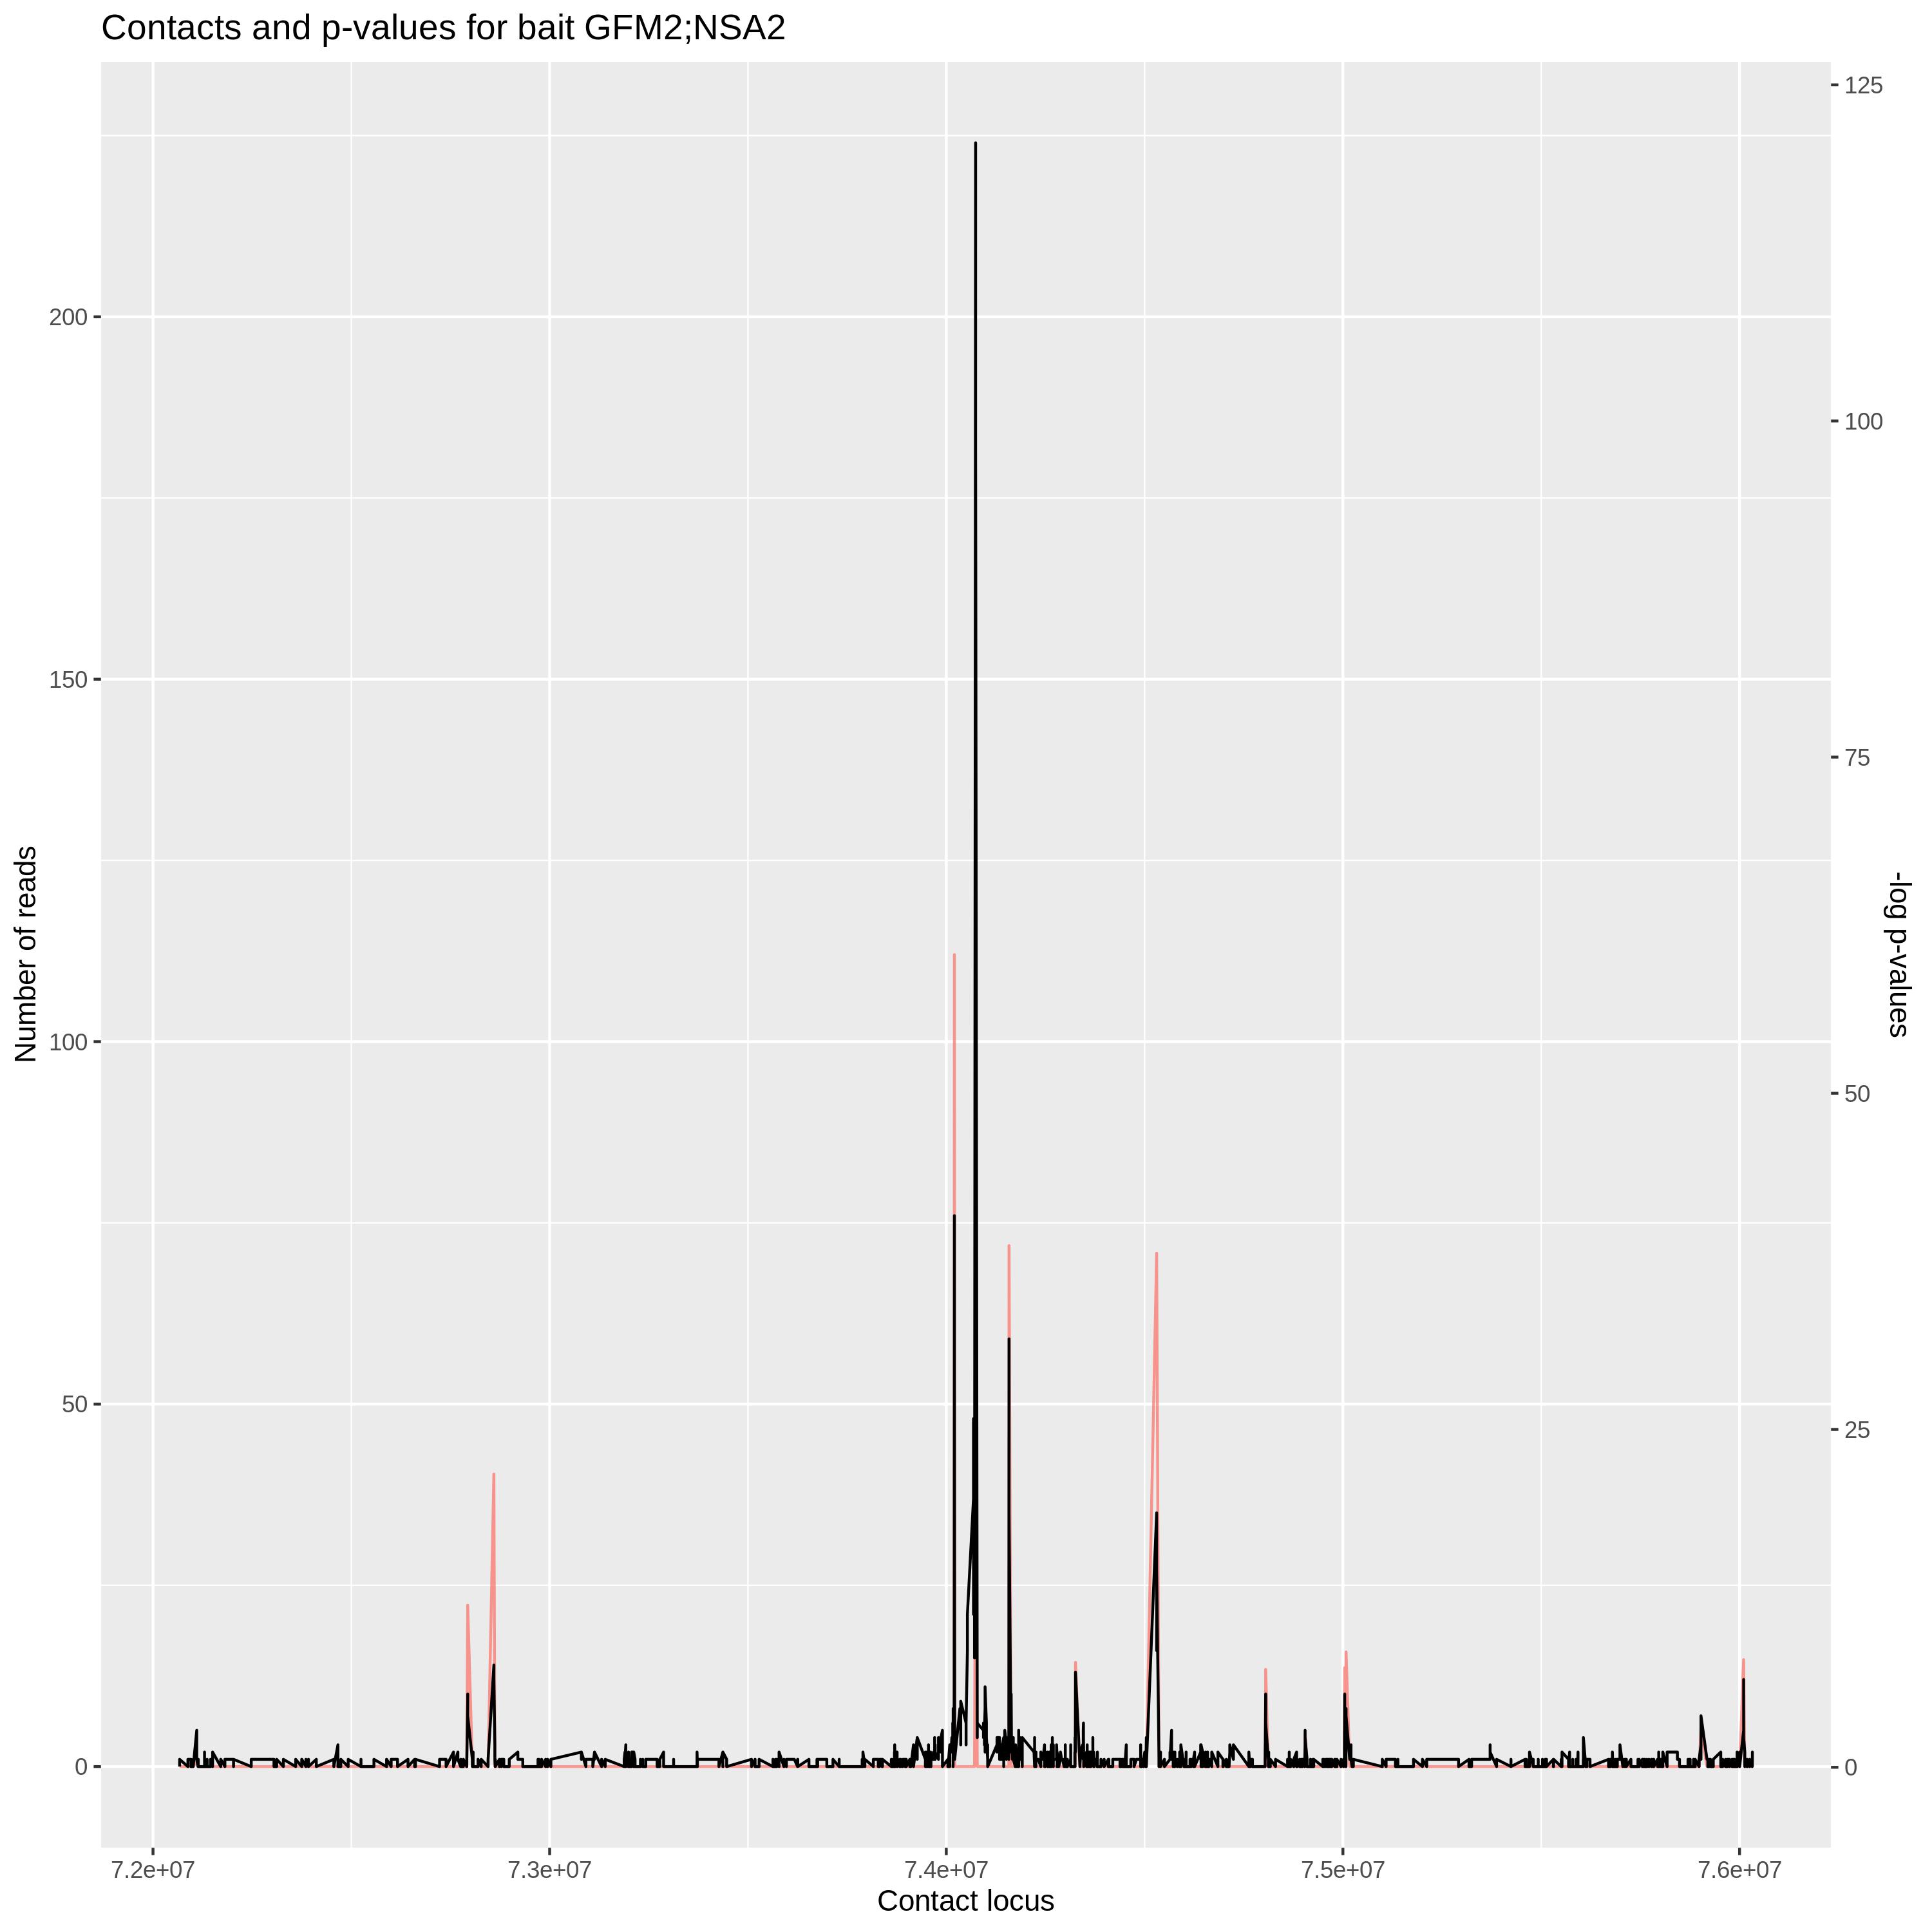 Contacts and p-values for bait GFM2;NSA2
125
200
100
150
75
Number of reads
-log p-values
100
50
50
25
0
0
7.2e+07
7.3e+07
7.4e+07
7.5e+07
7.6e+07
Contact locus